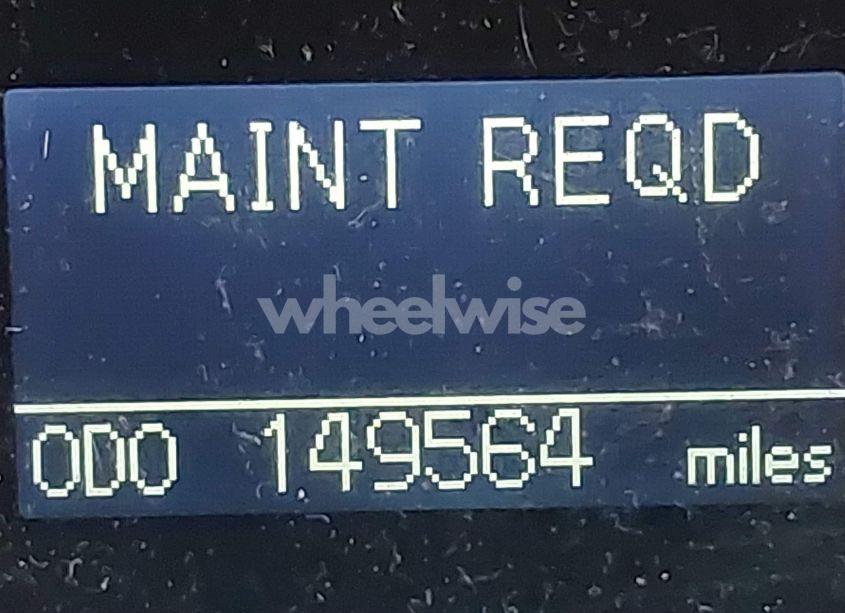 MAINT REQD
wheelwise
ODO 149564 miles